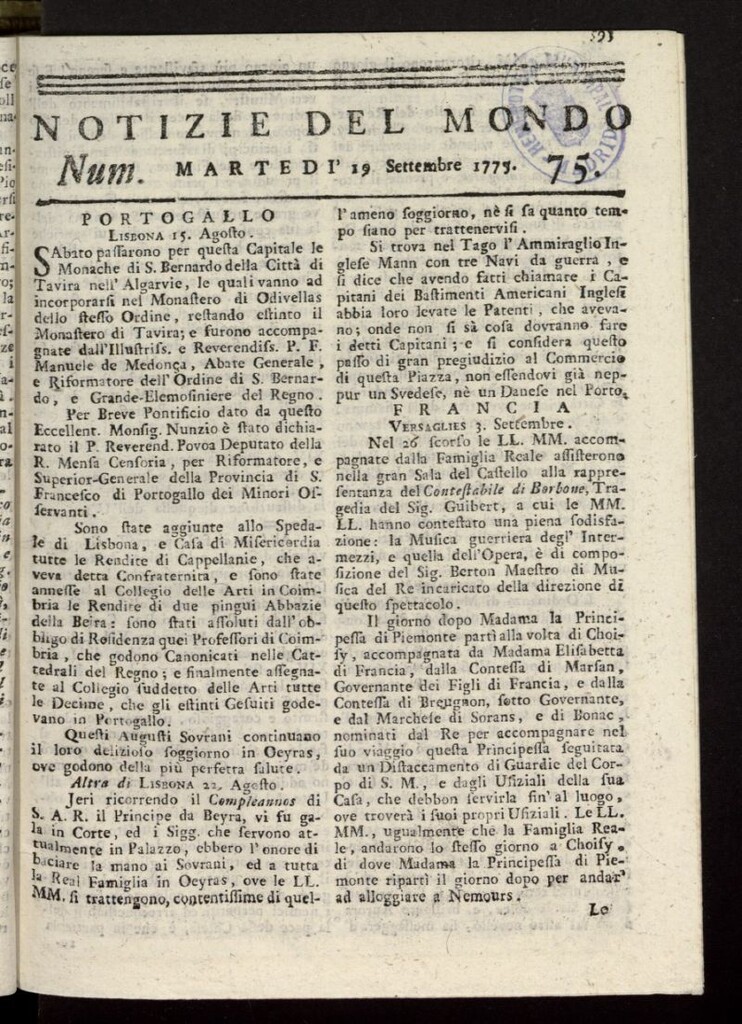 593
NOTIZIE DEL MONDO
Num. MARTEDI' 19 Settembre 1775. 75.
PORTOGALLO
LISBONA 15. Agosto.
SAbato passarono per questa Capitale le
Monache di S. Bernardo della Città di
Tavira nell' Algarvie, le quali vanno ad
incorporarsi nel Monastero di Odivellas
dello stesso Ordine, restando estinto il
Monastero di Tavira; e furono accompa-
gnate dall'Illustriss. e Reverendiss. P. F.
Manuele de Medonça, Abate Generale,
e Riformatore dell'Ordine di S. Bernar-
do, e Grande-Elemosiniere del Regno.
Per Breve Pontificio dato da questo
Eccellent. Monsig. Nunzio è stato dichia-
rato il P. Reverend. Povoa Deputato della
R. Mensa Censoria, per Riformatore, e
Superior-Generale della Provincia di S.
Francesco di Portogallo dei Minori Os-
servanti.
Sono state aggiunte allo Speda-
le di Lisbona, e Casa di Misericordia
tutte le Rendite di Cappellanie, che a-
veva detta Confraternita, e sono state
annesse al Collegio delle Arti in Coim-
bria le Rendite di due pingui Abbazie
della Beira: sono stati assoluti dall'ob-
bligo di Residenza quei Professori di Coim-
bria, che godono Canonicati nelle Cat-
tedrali del Regno; e finalmente assegna-
te al Collegio suddetto delle Arti tutte
le Decime, che gli estinti Gesuiti gode-
vano in Portogallo.
Questi Augusti Sovrani continuano
il loro delizioso soggiorno in Oeyras,
ove godono della più perfetta salute.
Altra di LISBONA 22. Agosto.
Jeri ricorrendo il Compleannos di
S. A. R. il Principe da Beyra, vi fu ga-
la in Corte, ed i Sigg. che servono at-
tualmente in Palazzo, ebbero l'onore di
baciare la mano ai Sovrani, ed a tutta
la Real Famiglia in Oeyras, ove le LL.
MM. si trattengono, contentissime di quel-
l'ameno soggiorno, nè si sa quanto tem-
po siano per trattenervisi.
Si trova nel Tago l' Ammiraglio In-
glese Mann con tre Navi da guerra, e
si dice che avendo fatti chiamare i Ca-
pitani dei Bastimenti Americani Inglesi
abbia loro levate le Patenti, che aveva-
no; onde non si sà cosa dovranno fare
i detti Capitani; e si considera questo
passo di gran pregiudizio al Commercio
di questa Piazza, non essendovi già nep-
pur un Svedese, nè un Danese nel Porto.
FRANCIA
VERSAGLIES 3. Settembre.
Nel 26 scorso le LL. MM. accom-
pagnate dalla Famiglia Reale assisterono
nella gran Sala del Castello alla rappre-
sentanza del Contestabile di Borbone, Tra-
gedia del Sig. Guibert, a cui le MM.
LL. hanno contestato una piena sodisfa-
zione: la Musica guerriera degl' Inter-
mezzi, e quella dell'Opera, è di compo-
sizione del Sig. Berton Maestro di Mu-
sica del Re incaricato della direzione di
questo spettacolo.
Il giorno dopo Madama la Princi-
pessa di Piemonte partì alla volta di Choi-
sy, accompagnata da Madama Elisabetta
di Francia, dalla Contessa di Marsan,
Governante dei Figli di Francia, e dalla
Contessa di Breugnon, sotto Governante,
e dal Marchese di Sorans, e di Bonac,
nominati dal Re per accompagnare nel
suo viaggio questa Principessa seguitata
da un Distaccamento di Guardie del Cor-
po di S. M., e dagli Ufiziali della sua
Casa, che debbon servirla fin' al luogo,
ove troverà i suoi propri Ufiziali. Le LL.
MM., ugualmente che la Famiglia Rea-
le, andarono lo stesso giorno a Choisy,
di dove Madama la Principessa di Pie-
monte ripartì il giorno dopo per andar'
ad alloggiare a Nemours.
Lo